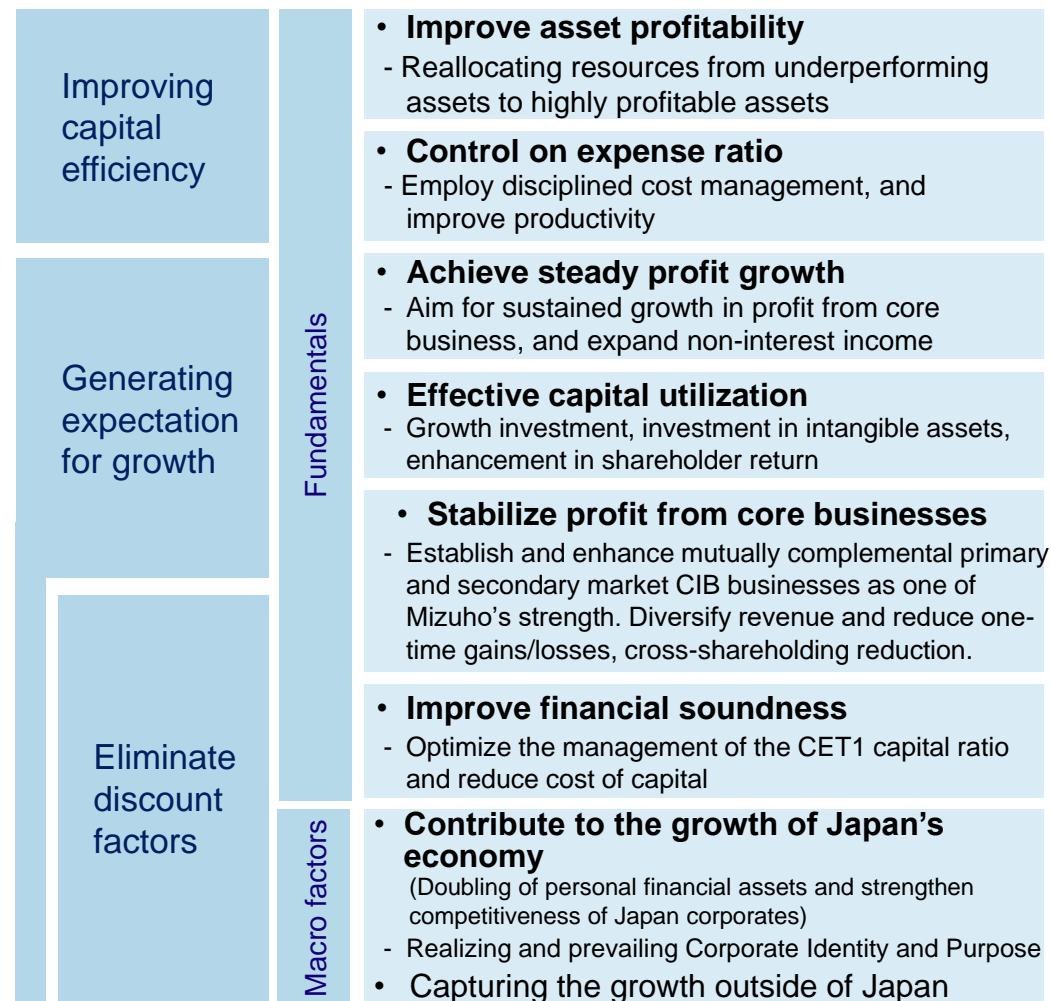 Improving
capital
efficiency
Generating
expectation
for growth
Eliminate
discount
factors
Fundamentals
Macro factors
• Improve asset profitability
- Reallocating resources from underperforming
assets to highly profitable assets
• Control on expense ratio
- Employ disciplined cost management, and
improve productivity
• Achieve steady profit growth
- Aim for sustained growth in profit from core
business, and expand non-interest income
• Effective capital utilization
- Growth investment, investment in intangible assets,
enhancement in shareholder return
• Stabilize profit from core businesses
- Establish and enhance mutually complemental primary
and secondary market CIB businesses as one of
Mizuho’s strength. Diversify revenue and reduce one-
time gains/losses, cross-shareholding reduction.
• Improve financial soundness
- Optimize the management of the CET1 capital ratio
and reduce cost of capital
• Contribute to the growth of Japan’s
economy
(Doubling of personal financial assets and strengthen
competitiveness of Japan corporates)
- Realizing and prevailing Corporate Identity and Purpose
• Capturing the growth outside of Japan